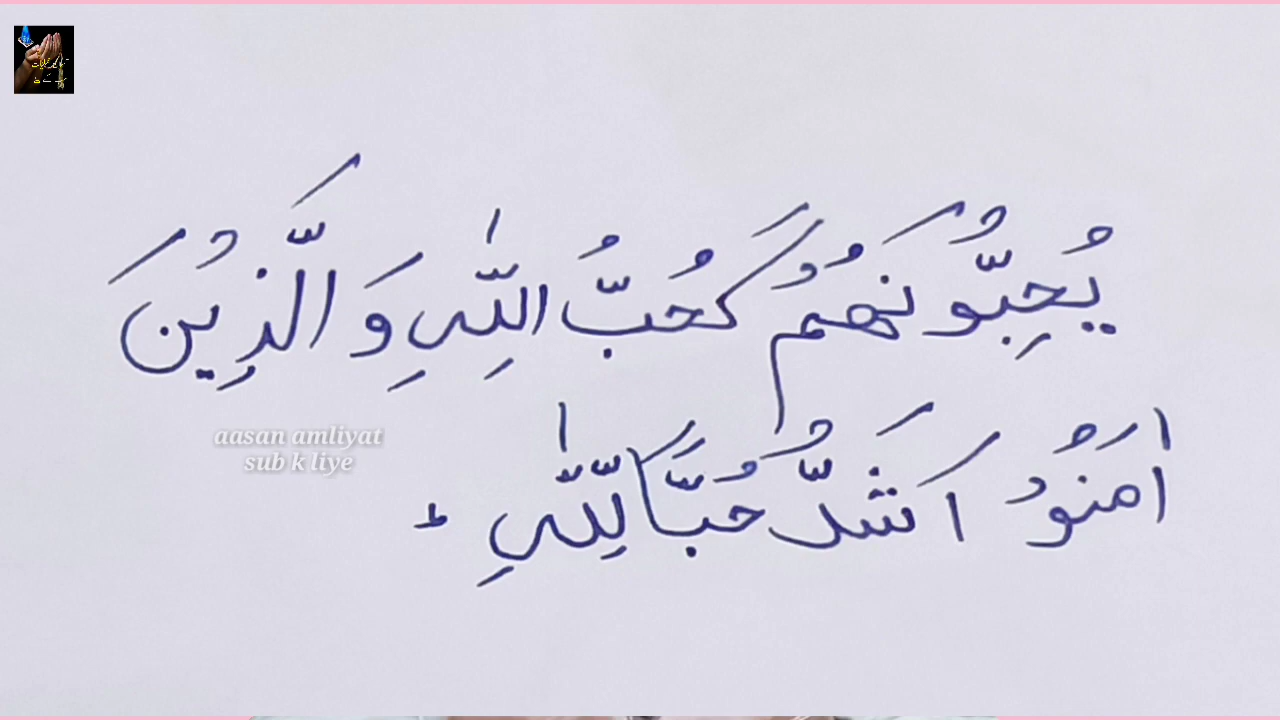 یُحِبُّوْنَهُمْ کَحُبُّ اللّٰہِ وَالَّذِیْنَ
اٰمَنُوْ اَشَدُّ حُبًّا لِّلّٰہِ ؕ
aasan amliyat
sub k liye